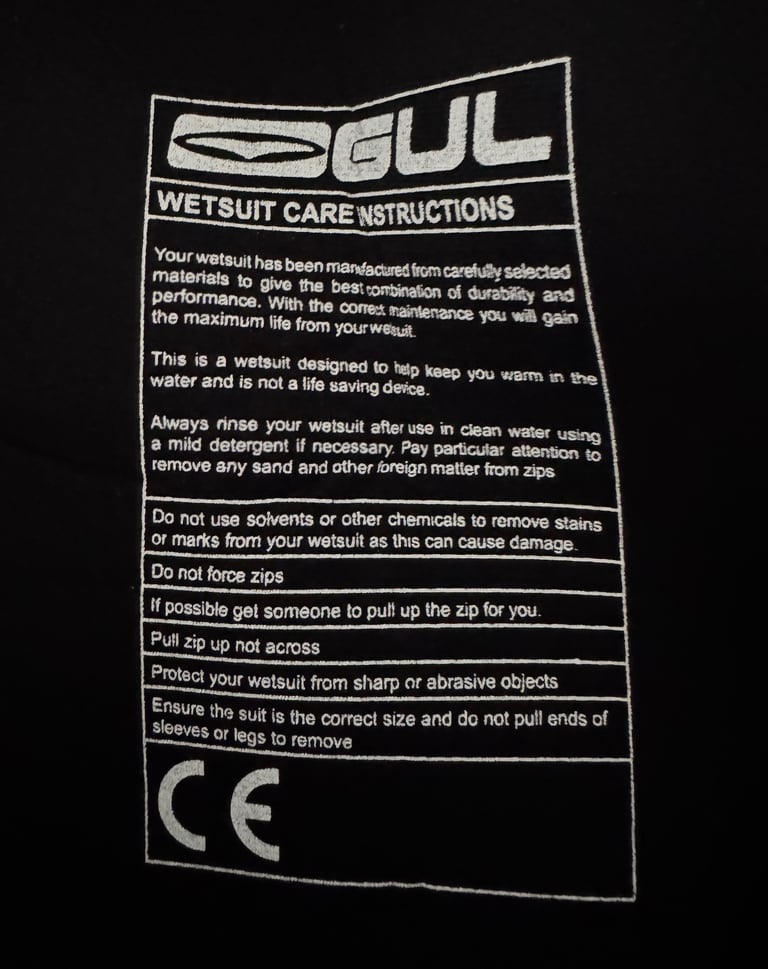 GUL
WETSUIT CARE INSTRUCTIONS
Your wetsuit has been manufactured from carefully selected
materials to give the best combination of durability and
performance. With the correct maintenance you will gain
the maximum life from your wetsuit.
This is a wetsuit designed to help keep you warm in the
water and is not a life saving device.
Always rinse your wetsuit after use in clean water using
a mild detergent if necessary. Pay particular attention to
remove any sand and other foreign matter from zips
Do not use solvents or other chemicals to remove stains
or marks from your wetsuit as this can cause damage.
Do not force zips
If possible get someone to pull up the zip for you.
Pull zip up not across
Protect your wetsuit from sharp or abrasive objects
Ensure the suit is the correct size and do not pull ends of
sleeves or legs to remove
CE